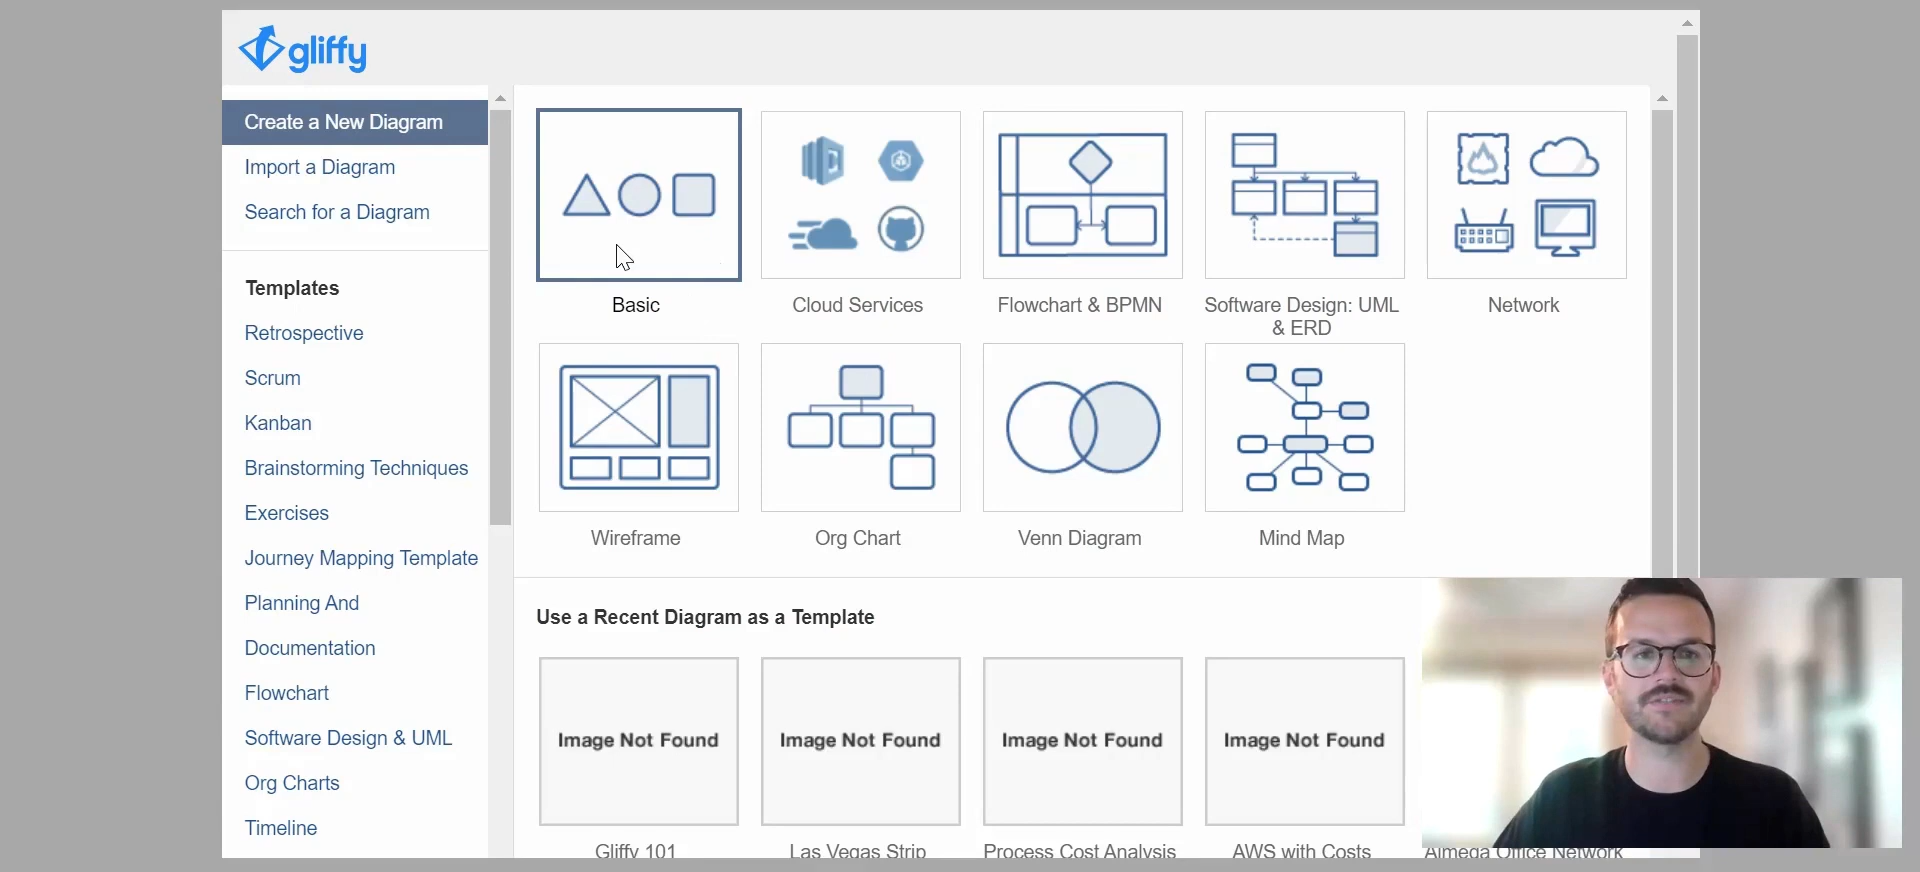 gliffy
Create a New Diagram
Import a Diagram
Search for a Diagram
Templates
Retrospective
Scrum
Kanban
Brainstorming Techniques
Exercises
Journey Mapping Template
Planning And
Documentation
Flowchart
Software Design & UML
Org Charts
Timeline
Basic
Cloud Services
Flowchart & BPMN
Software Design: UML
& ERD
Network
Wireframe
Org Chart
Venn Diagram
Mind Map
Use a Recent Diagram as a Template
Image Not Found
Image Not Found
Image Not Found
Image Not Found
Gliffy 101
Las Vegas Strip
Process Cost Analysis
AWS with Costs
Almega Office Network